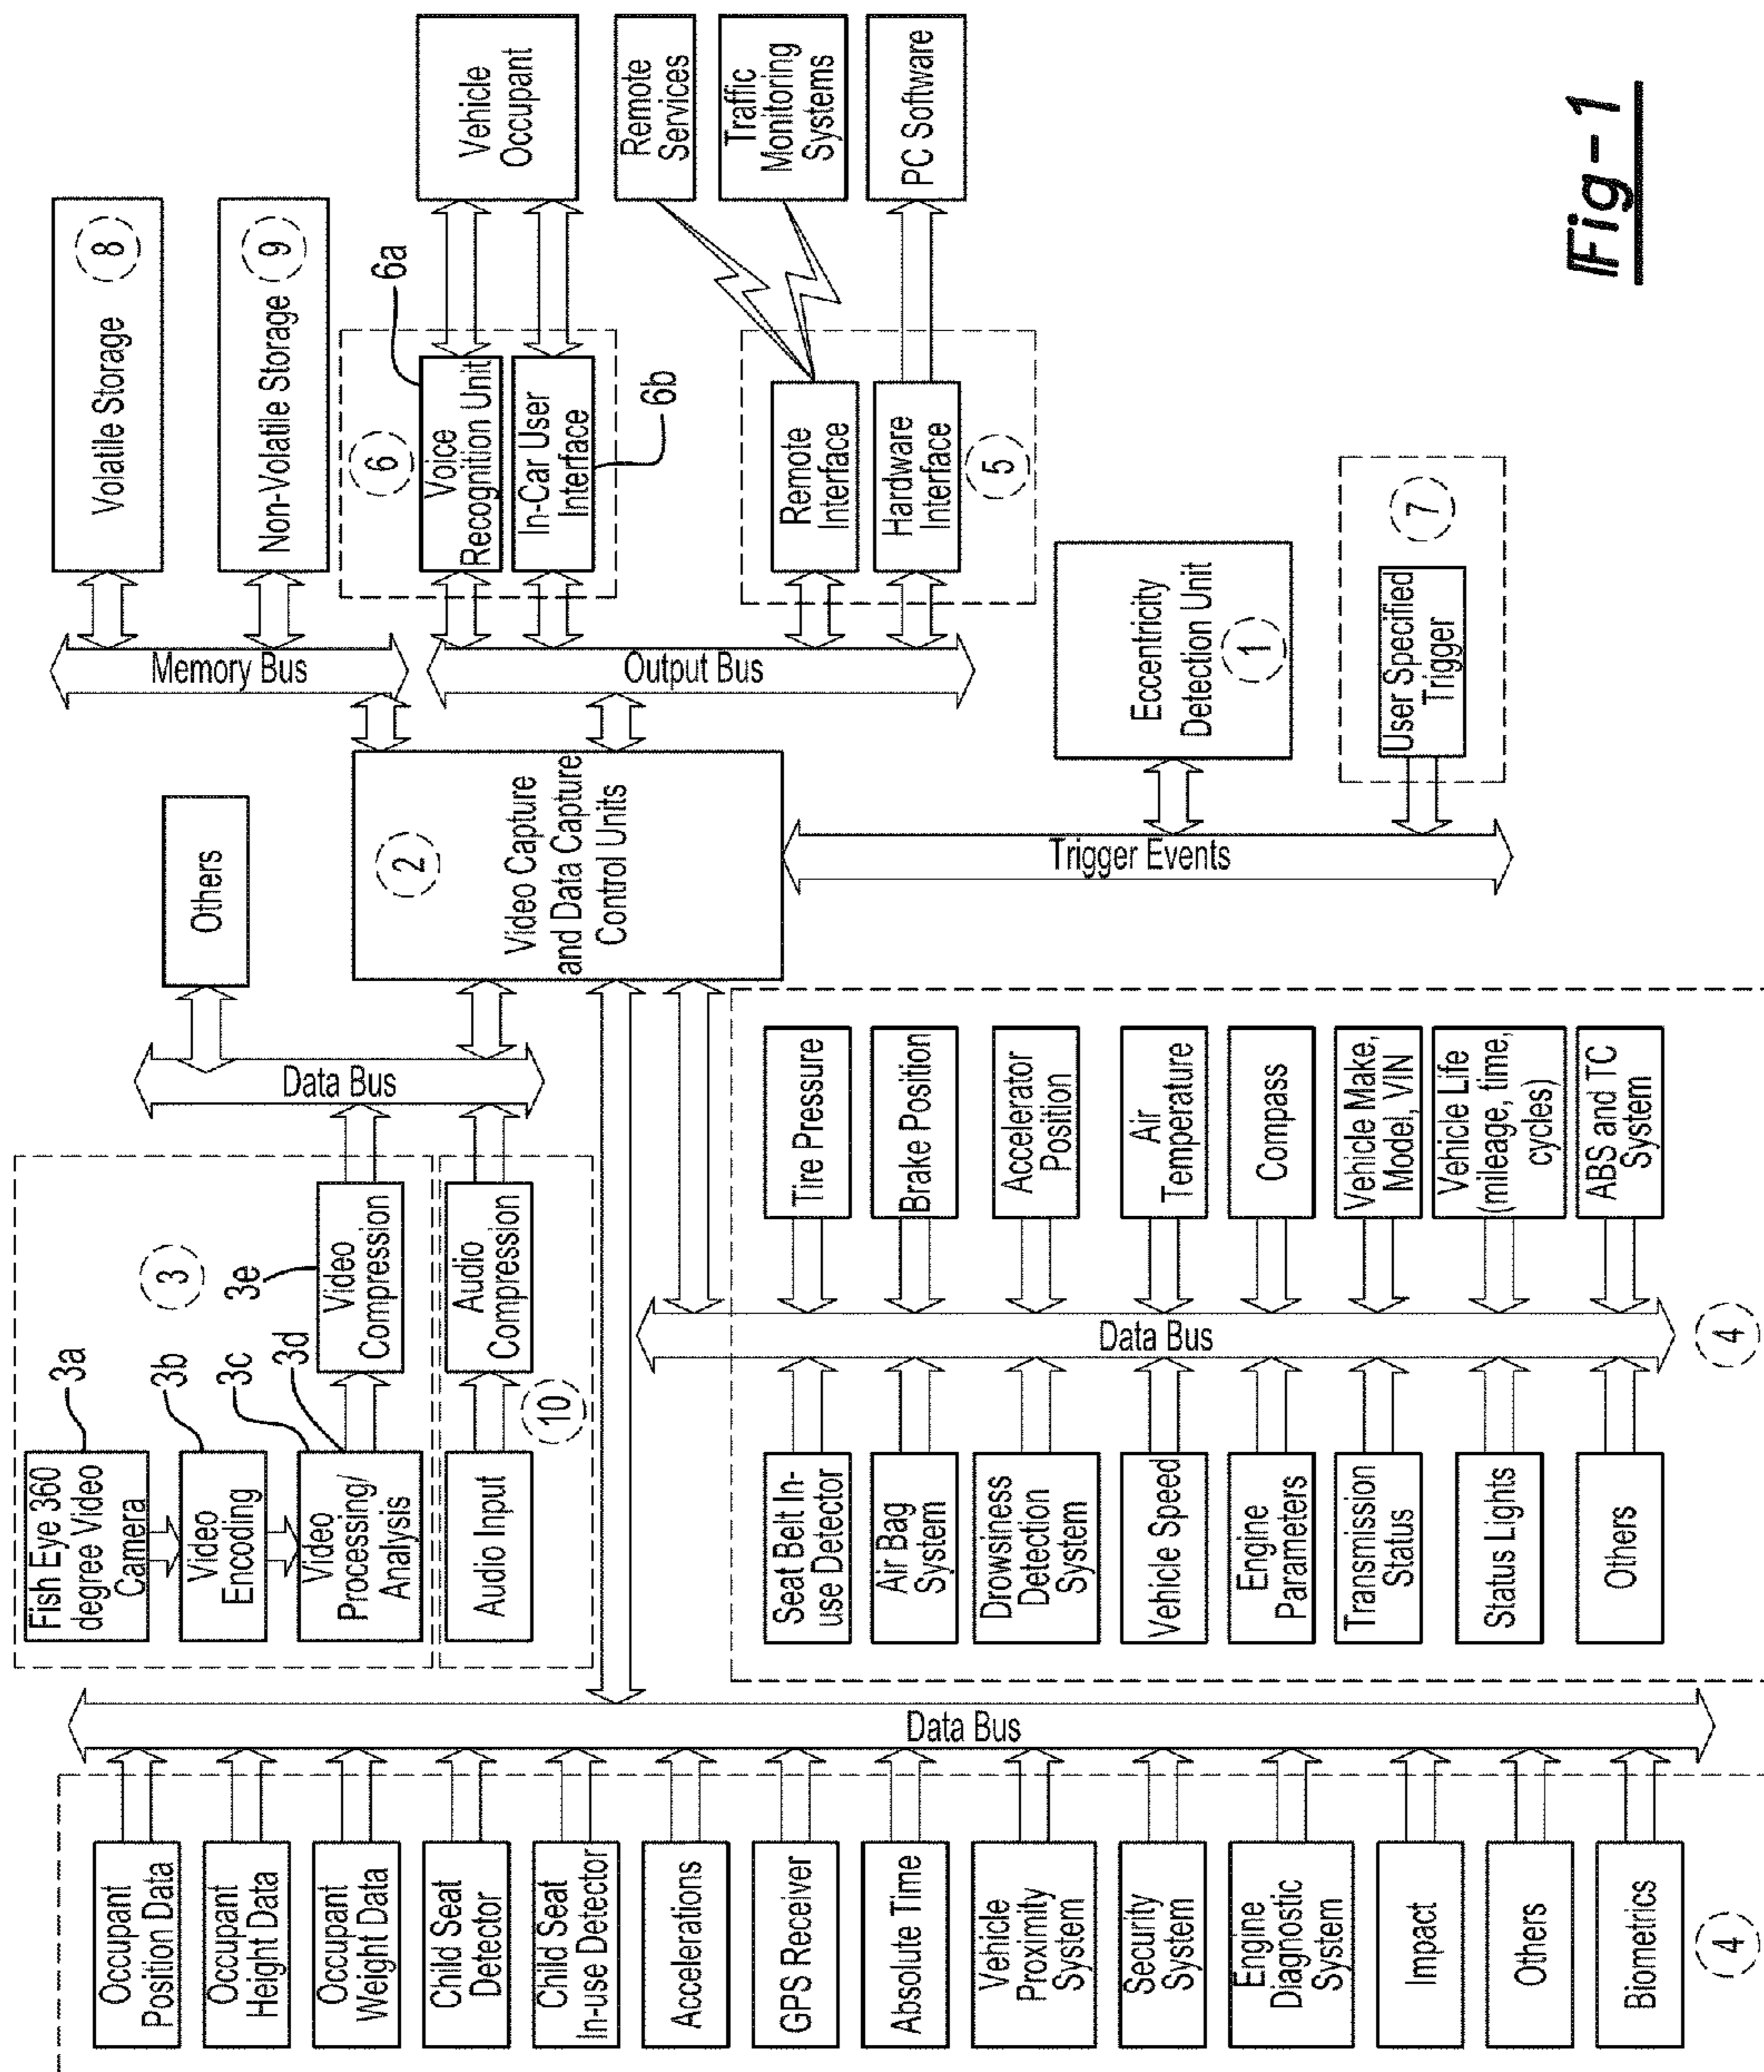 Occupant
Position Data
Occupant
Height Data
Occupant
Weight Data
Child Seat
Detector
Child Seat
In-use Detector
Accelerations
GPS Receiver
Absolute Time
Vehicle
Proximity
System
Security
System
Engine
Diagnostic
System
Impact
Others
Biometrics
4
Data Bus
Fish Eye 360
degree Video
Camera
3a
Video
Encoding
3b
Video
Processing/
Analysis
3c
3d
3
3e
Video
Compression
Audio Input
Audio
Compression
10
Data Bus
Others
Seat Belt In-
use Detector
Air Bag
System
Drowsiness
Detection
System
Vehicle Speed
Engine
Parameters
Transmission
Status
Status Lights
Others
Data Bus
4
Tire Pressure
Brake Position
Accelerator
Position
Air
Temperature
Compass
Vehicle Make,
Model, VIN
Vehicle Life
(mileage, time,
cycles)
ABS and TC
System
2
Video Capture
and Data Capture
Control Units
Trigger Events
Memory Bus
Output Bus
Volatile Storage
8
Non-Volatile Storage
9
6
Voice
Recognition Unit
6a
In-Car User
Interface
6b
Remote
Interface
Hardware
Interface
5
Eccentricity
Detection Unit
1
User Specified
Trigger
7
Vehicle
Occupant
Remote
Services
Traffic
Monitoring
Systems
PC Software
Fig-1